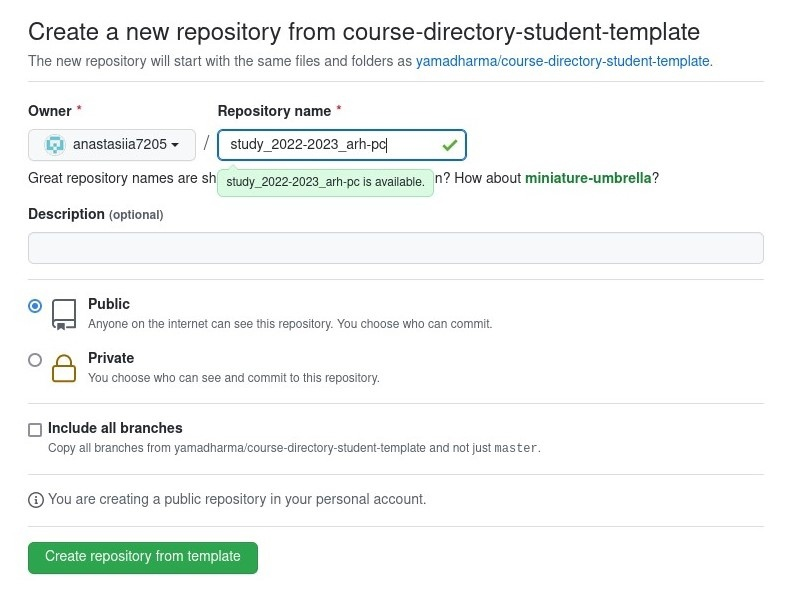 Create a new repository from course-directory-student-template
The new repository will start with the same files and folders as yamadharma/course-directory-student-template.
Owner * Repository name *
anastasiia7205 / study_2022-2023_arh-pc
Great repository names are sh n? How about miniature-umbrella?
study_2022-2023_arh-pc is available.
Description (optional)
Public
Anyone on the internet can see this repository. You choose who can commit.
Private
You choose who can see and commit to this repository.
Include all branches
Copy all branches from yamadharma/course-directory-student-template and not just master.
You are creating a public repository in your personal account.
Create repository from template